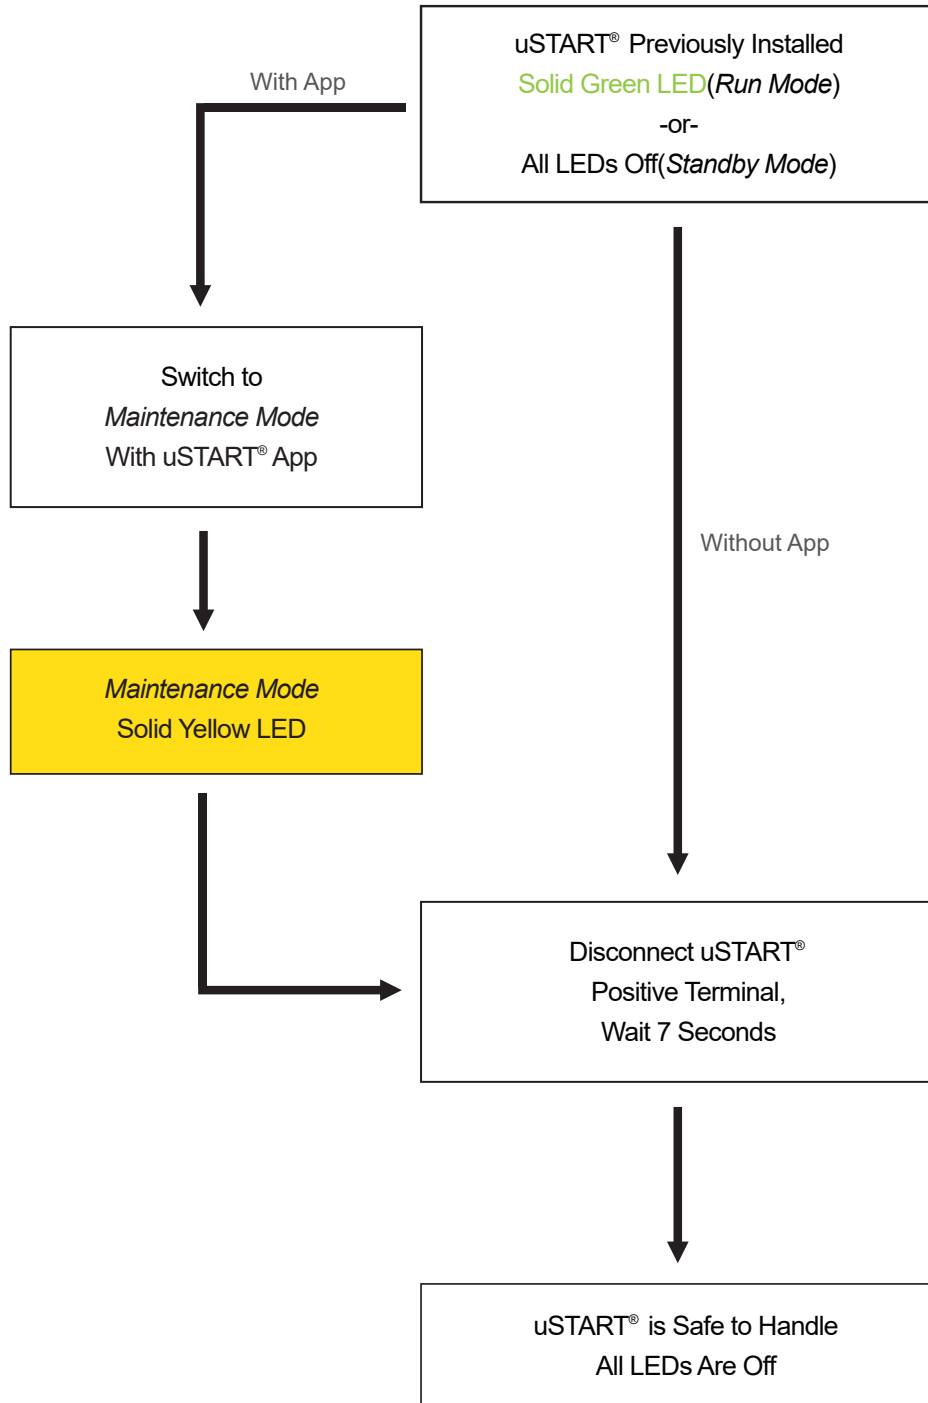 uSTART® Previously Installed
Solid Green LED(Run Mode)
-or-
All LEDs Off(Standby Mode)
With App
Switch to
Maintenance Mode
With uSTART® App
Without App
Maintenance Mode
Solid Yellow LED
Disconnect uSTART®
Positive Terminal,
Wait 7 Seconds
uSTART® is Safe to Handle
All LEDs Are Off